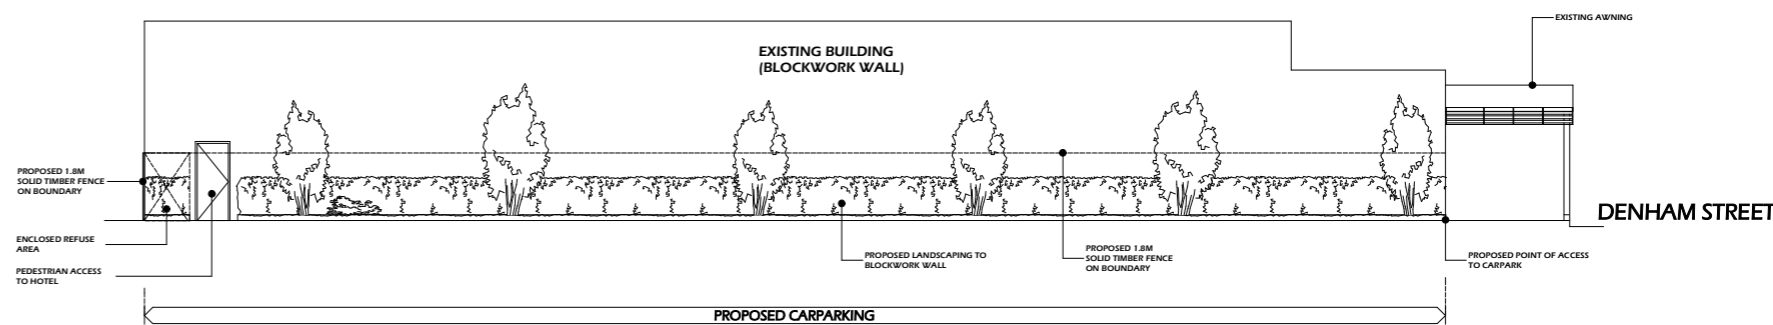 EXISTING AWNING
EXISTING BUILDING
(BLOCKWORK WALL)
PROPOSED 1.8M
SOLID TIMBER FENCE
ON BOUNDARY
DENHAM STREET
ENCLOSED REFUSE
AREA
PEDESTRIAN ACCESS
TO HOTEL
PROPOSED LANDSCAPING TO
BLOCKWORK WALL
PROPOSED 1.8M
SOLID TIMBER FENCE
ON BOUNDARY
PROPOSED POINT OF ACCESS
TO CARPARK
PROPOSED CARPARKING